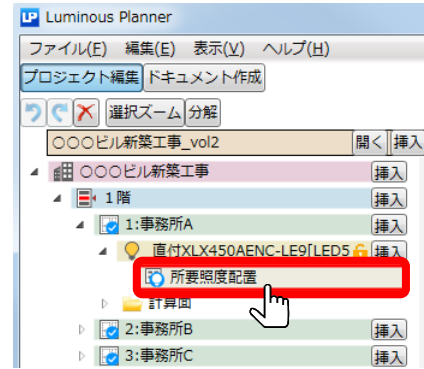 LP Luminous Planner
ファイル(F) 編集(E) 表示(V) ヘルプ(H)
プロジェクト編集 ドキュメント作成
選択ズーム 分解
○○○ビル新築工事_vol2 開く 挿入
○○○ビル新築工事 挿入
1階 挿入
1:事務所A 挿入
直付XLX450AENC-LE9[LED5 挿入
所要照度配置
計算面
2:事務所B 挿入
3:事務所C 挿入